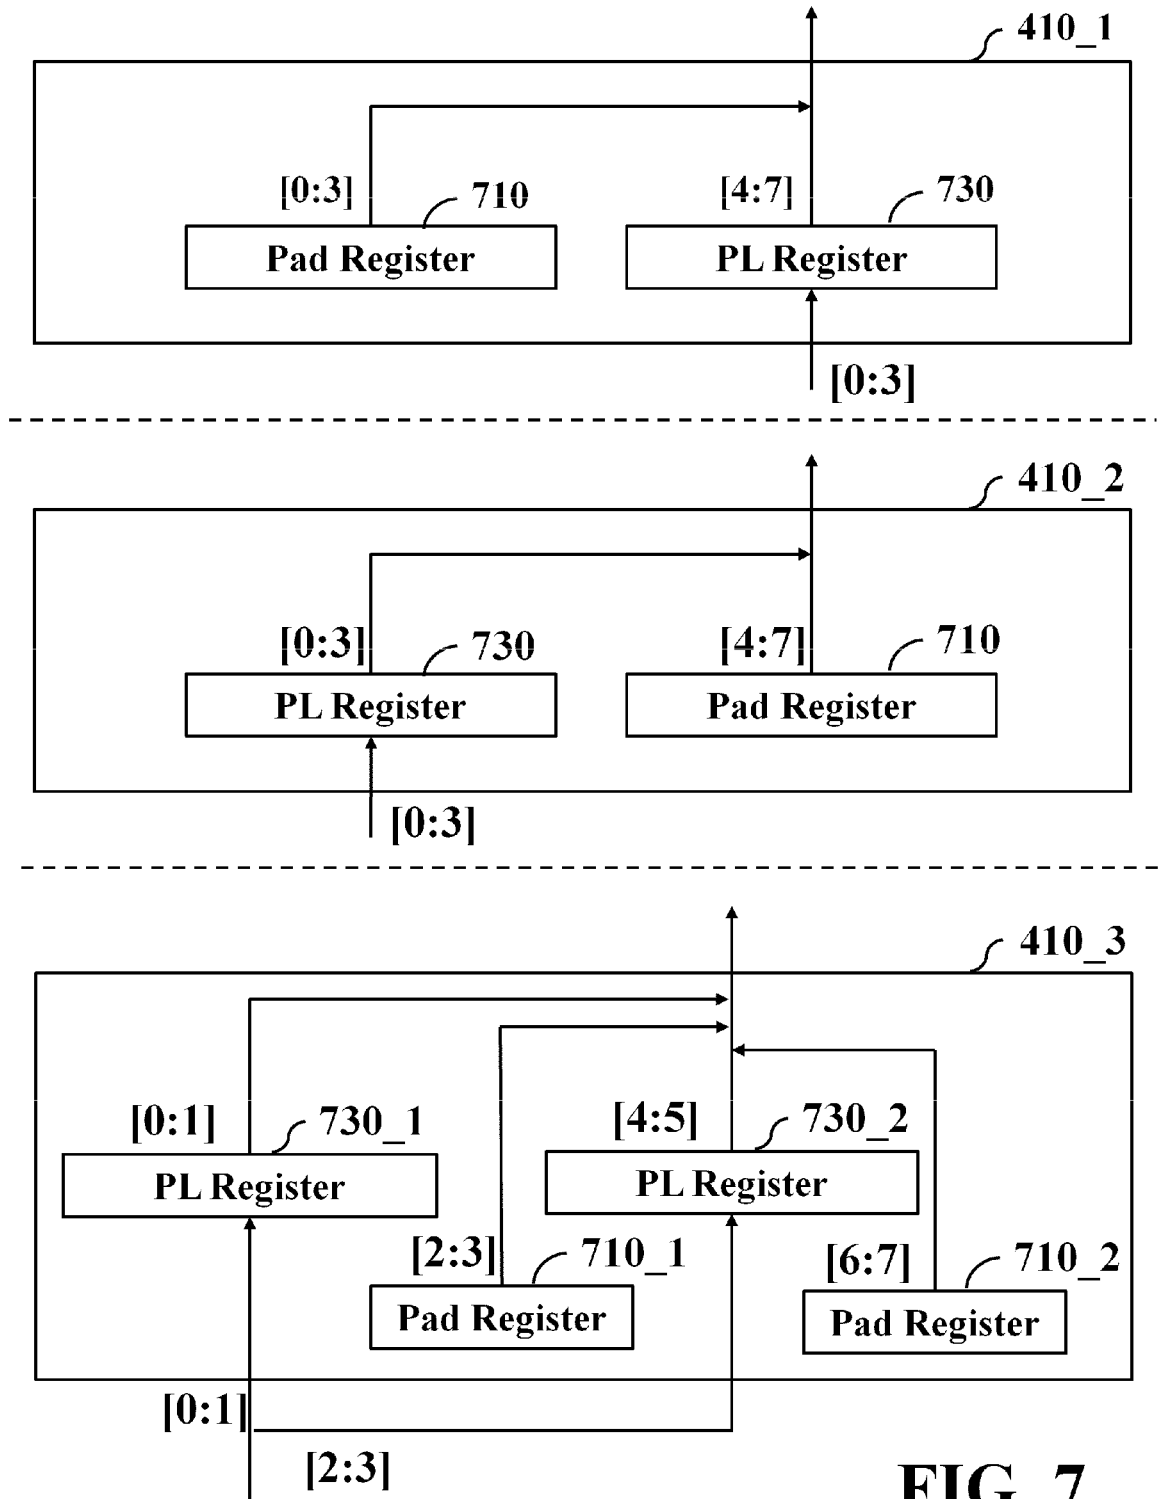 410_1
[0:3] 710 [4:7] 730
Pad Register PL Register
[0:3]
410_2
[0:3] 730 [4:7] 710
PL Register Pad Register
[0:3]
410_3
[0:1] 730_1 [4:5] 730_2
PL Register PL Register
[2:3] 710_1 [6:7] 710_2
Pad Register Pad Register
[0:1]
[2:3]
FIG. 7